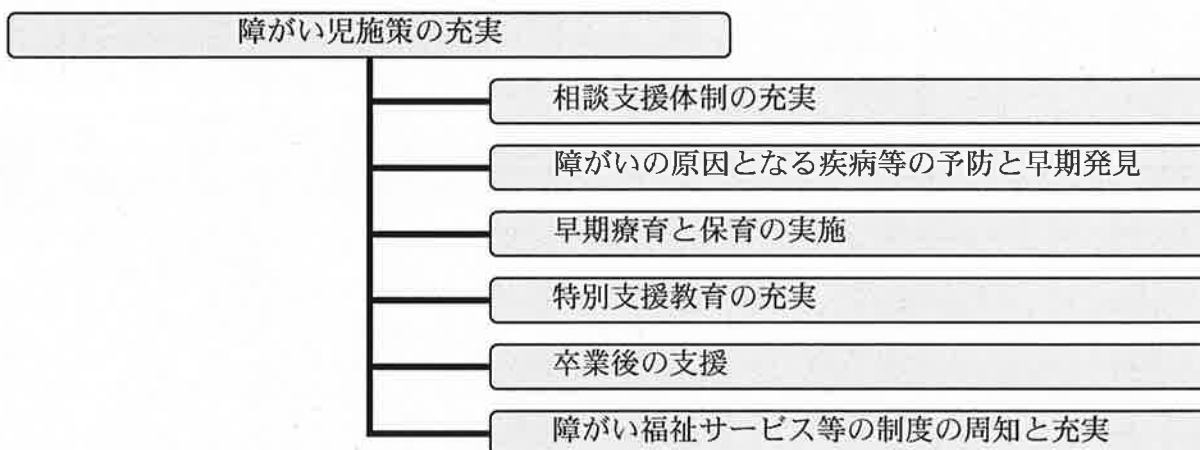 障がい児施策の充実
相談支援体制の充実
障がいの原因となる疾病等の予防と早期発見
早期療育と保育の実施
特別支援教育の充実
卒業後の支援
障がい福祉サービス等の制度の周知と充実